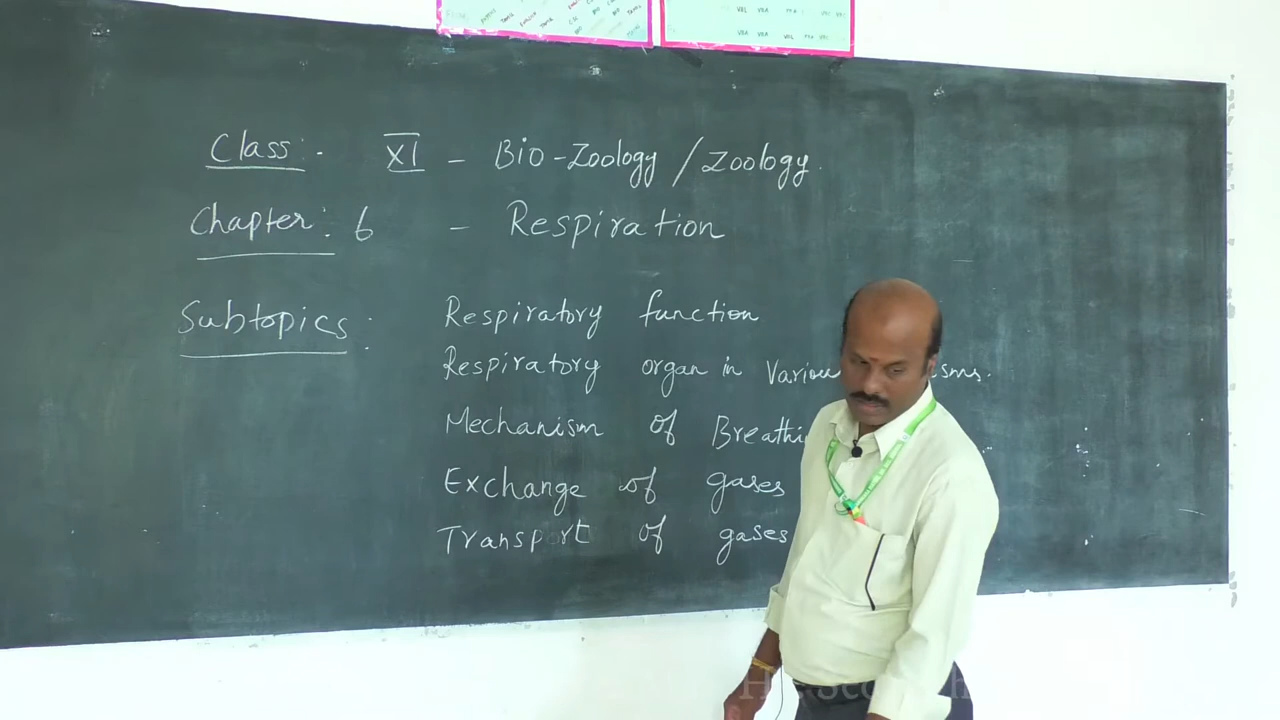 Class:- XI - Bio-Zoology / Zoology.
Chapter: 6 - Respiration
Subtopics: Respiratory function
Respiratory organ in
Mechanism of
Exchange of gases
Transport of gases